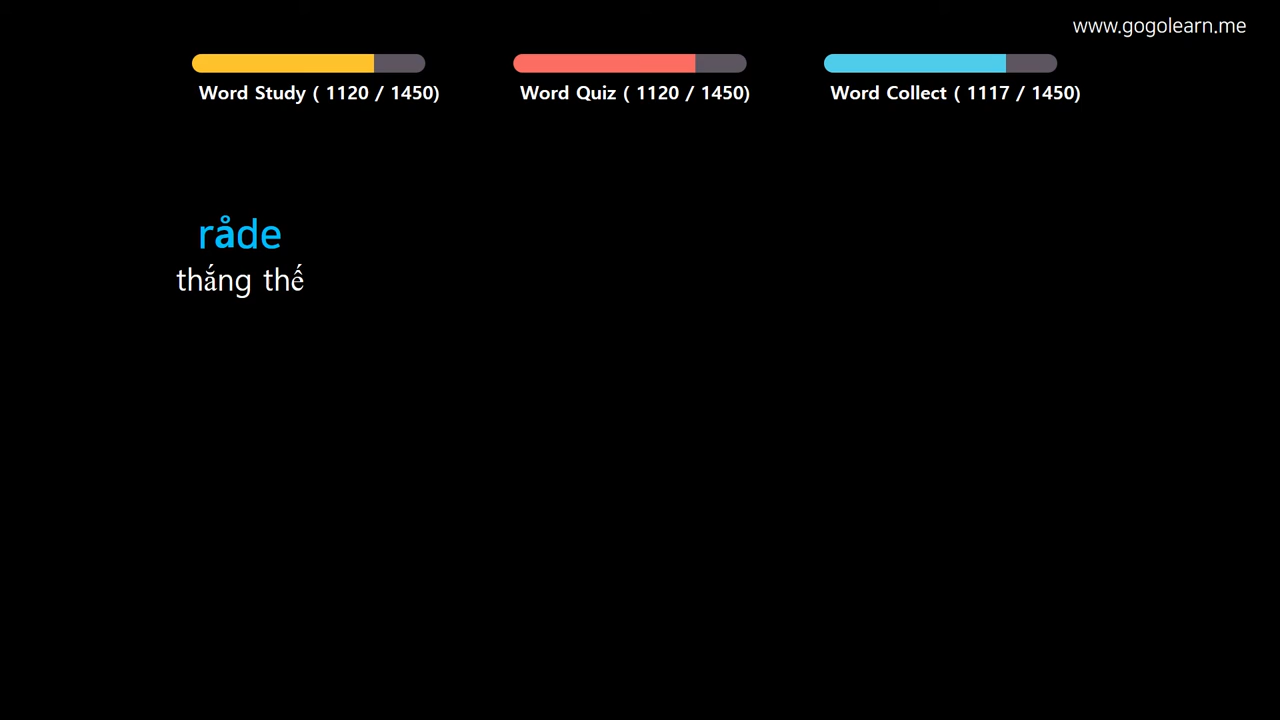 www.gogolearn.me
Word Study ( 1120 / 1450)
Word Quiz ( 1120 / 1450)
Word Collect ( 1117 / 1450)
råde
thắng thế